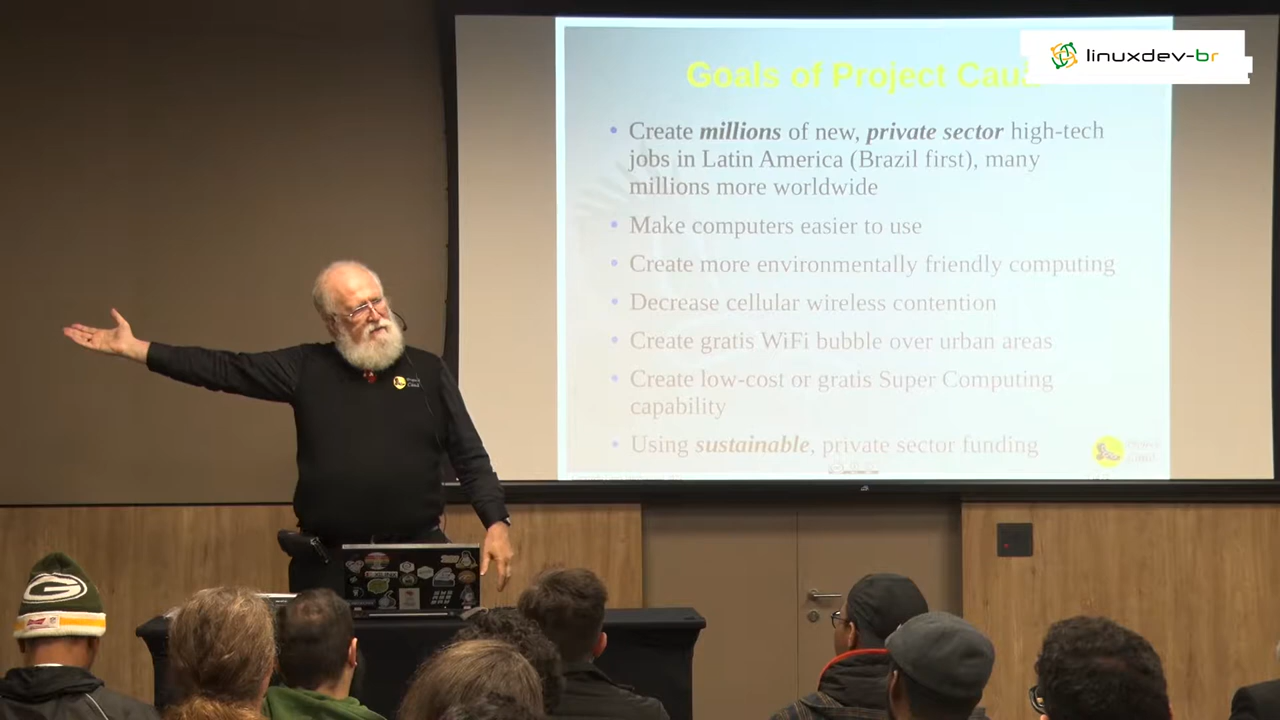 linuxdev-br
Goals of Project Cau
Create millions of new, private sector high-tech
jobs in Latin America (Brazil first), many
millions more worldwide
Make computers easier to use
Create more environmentally friendly computing
Decrease cellular wireless contention
Create gratis WiFi bubble over urban areas
Create low-cost or gratis Super Computing
capability
Using sustainable, private sector funding
Project
Cauã
G